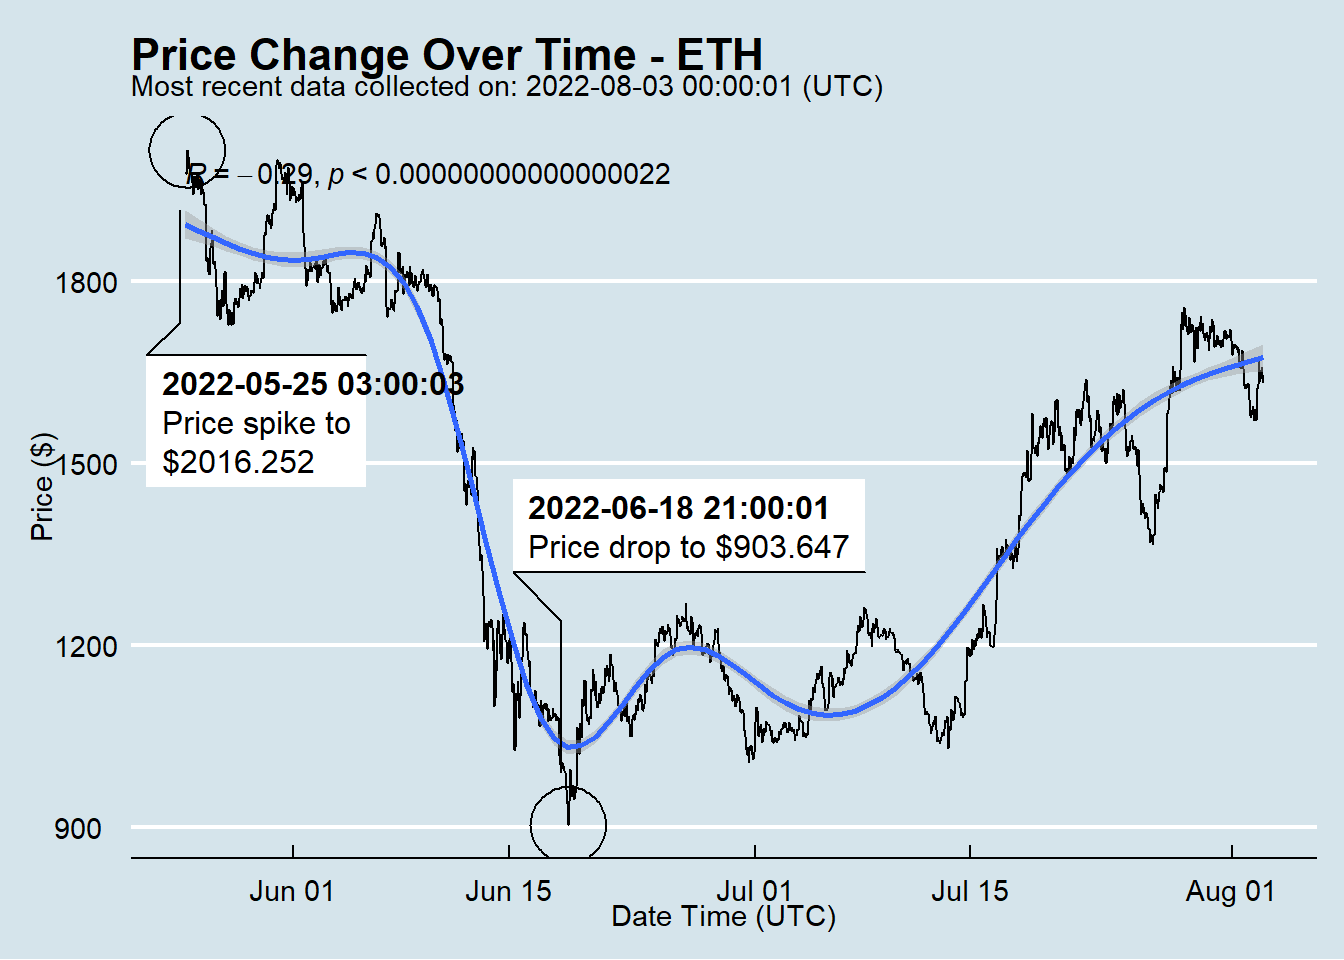 Price Change Over Time - ETH
Most recent data collected on: 2022-08-03 00:00:01 (UTC)
R = −0.29, p < 0.00000000000000022
1800
2022-05-25 03:00:03
Price spike to
$2016.252
1500
2022-06-18 21:00:01
Price drop to $903.647
Price ($)
1200
900
Jun 01 Jun 15 Jul 01 Jul 15 Aug 01
Date Time (UTC)